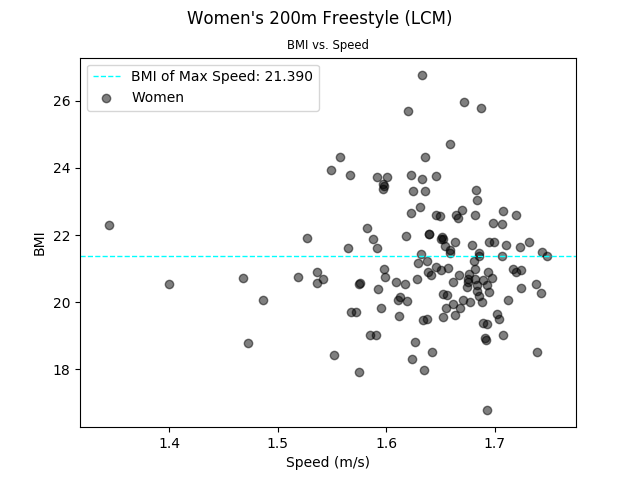 Women's 200m Freestyle (LCM)
BMI vs. Speed
BMI of Max Speed: 21.390
Women
26
24
22
20
18
BMI
1.4 1.5 1.6 1.7
Speed (m/s)